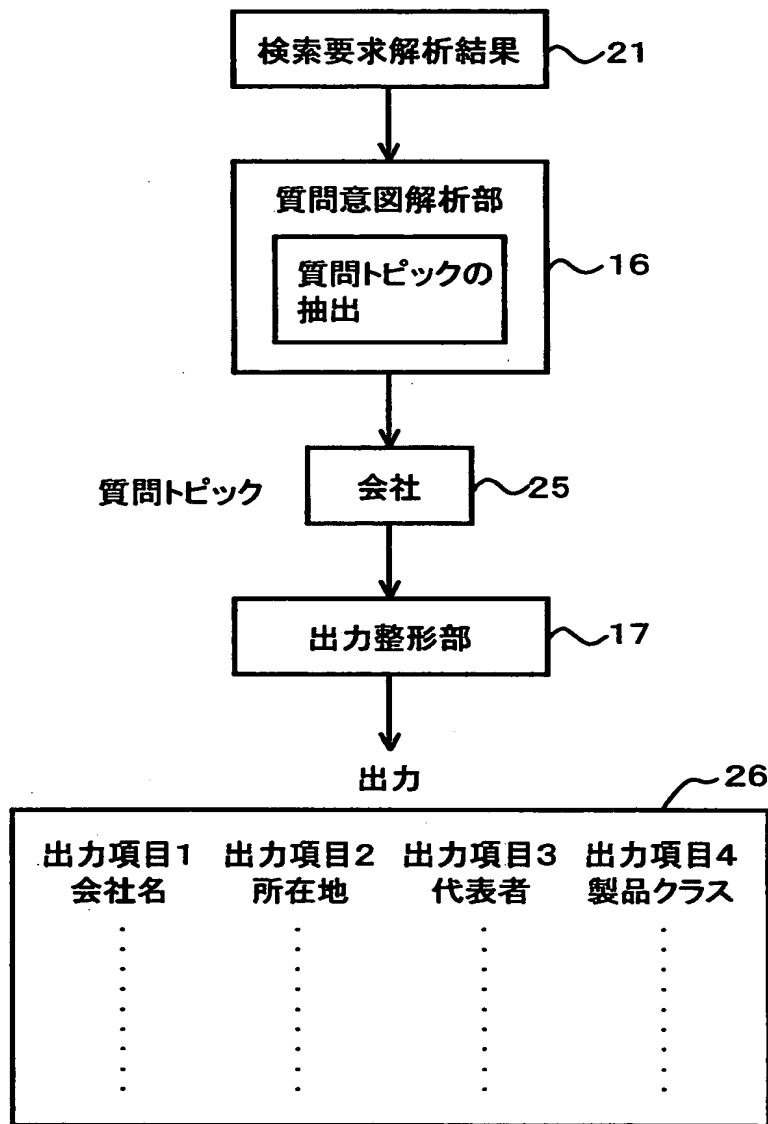 検索要求解析結果
21
質問意図解析部
質問トピックの
抽出
16
質問トピック
会社
25
出力整形部
17
出力
26
出力項目1 出力項目2 出力項目3 出力項目4
会社名 所在地 代表者 製品クラス